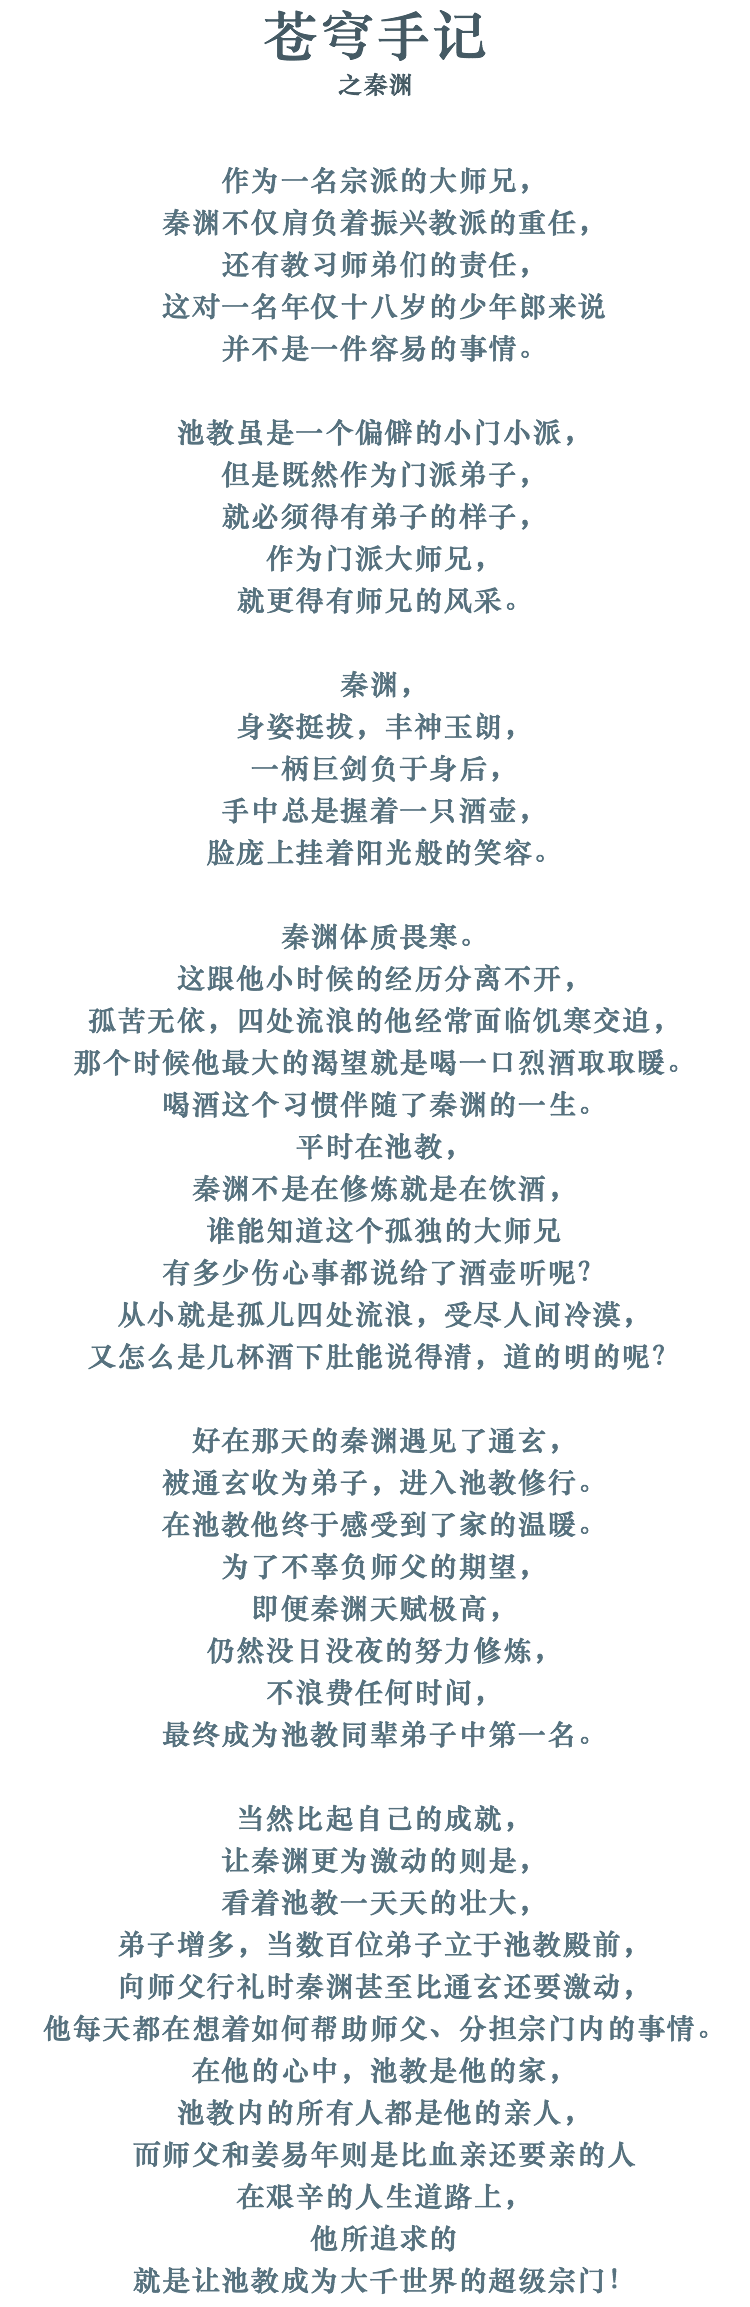 苍穹手记
之秦渊
作为一名宗派的大师兄，
秦渊不仅肩负着振兴教派的重任，
还有教习师弟们的责任，
这对一名年仅十八岁的少年郎来说
并不是一件容易的事情。
池教虽是一个偏僻的小门小派，
但是既然作为门派弟子，
就必须得有弟子的样子，
作为门派大师兄，
就更得有师兄的风采。
秦渊，
身姿挺拔，丰神玉朗，
一柄巨剑负于身后，
手中总是握着一只酒壶，
脸庞上挂着阳光般的笑容。
秦渊体质畏寒。
这跟他小时候的经历分离不开，
孤苦无依，四处流浪的他经常面临饥寒交迫，
那个时候他最大的渴望就是喝一口烈酒取取暖。
喝酒这个习惯伴随了秦渊的一生。
平时在池教，
秦渊不是在修炼就是在饮酒，
谁能知道这个孤独的大师兄
有多少伤心事都说给了酒壶听呢？
从小就是孤儿四处流浪，受尽人间冷漠，
又怎么是几杯酒下肚能说得清，道的明的呢？
好在那天的秦渊遇见了通玄，
被通玄收为弟子，进入池教修行。
在池教他终于感受到了家的温暖。
为了不辜负师父的期望，
即便秦渊天赋极高，
仍然没日没夜的努力修炼，
不浪费任何时间，
最终成为池教同辈弟子中第一名。
当然比起自己的成就，
让秦渊更为激动的则是，
看着池教一天天的壮大，
弟子增多，当数百位弟子立于池教殿前，
向师父行礼时秦渊甚至比通玄还要激动，
他每天都在想着如何帮助师父、分担宗门内的事情。
在他的心中，池教是他的家，
池教内的所有人都是他的亲人，
而师父和姜易年则是比血亲还要亲的人
在艰辛的人生道路上，
他所追求的
就是让池教成为大千世界的超级宗门！